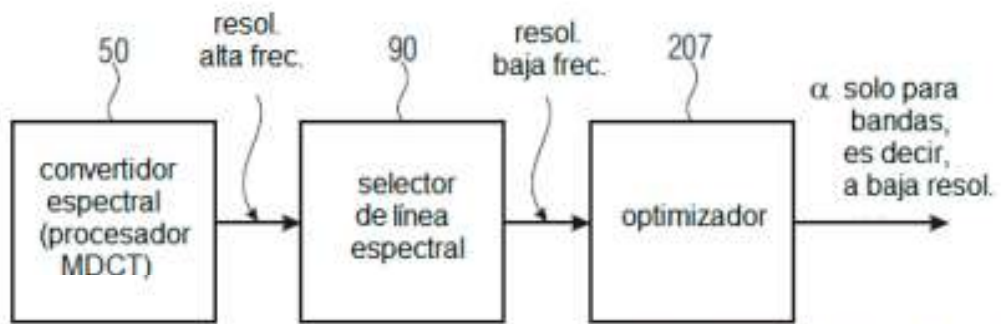 50
resol.
alta frec.
90
resol.
baja frec.
207
α solo para
bandas,
es decir,
a baja resol.
convertidor
espectral
(procesador
MDCT)
selector
de línea
espectral
optimizador